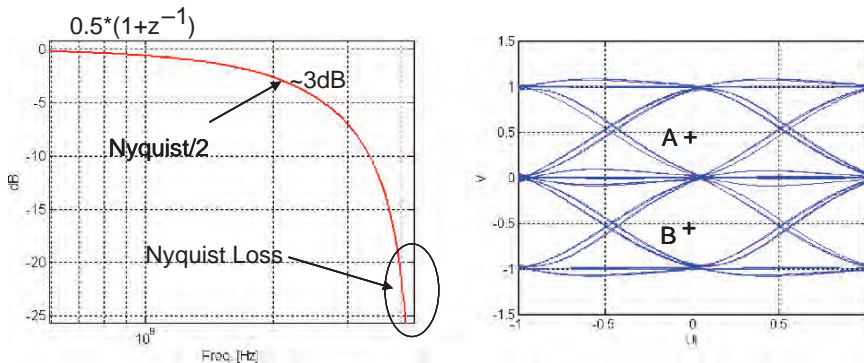 0.5*(1+z⁻¹)
0
-5
-10
-15
-20
-25
dB
~3dB
Nyquist/2
Nyquist Loss
10⁹
Freq. [Hz]
1.5
1
0.5
0
-0.5
-1
-1.5
V
A +
B +
-1
-0.5
0
0.5
UI